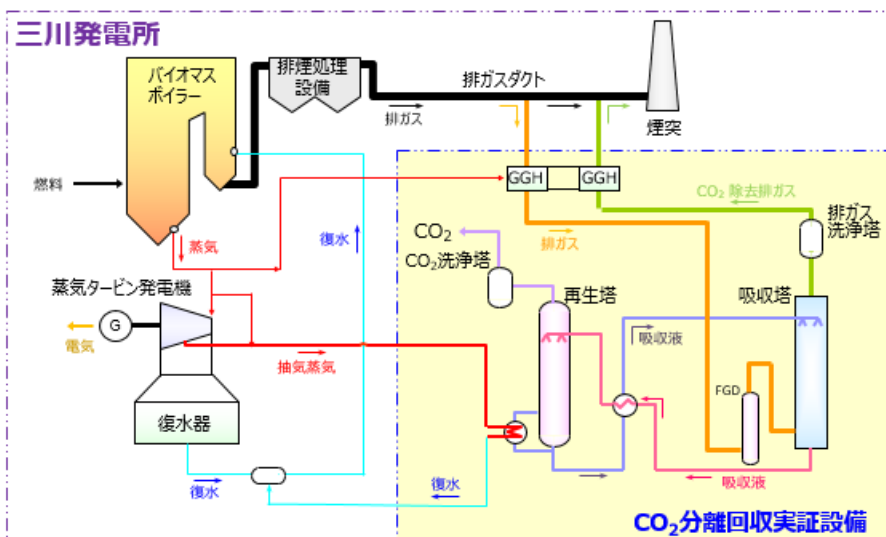 三川発電所
バイオマス
ボイラー
排煙処理
設備
排ガスダクト
排ガス
煙突
燃料
GGH
GGH
CO₂ 除去排ガス
排ガス
洗浄塔
蒸気
復水
排ガス
CO₂
CO₂洗浄塔
蒸気タービン発電機
再生塔
吸収塔
G
電気
吸収液
抽気蒸気
FGD
復水器
復水
復水
吸収液
CO₂分離回収実証設備